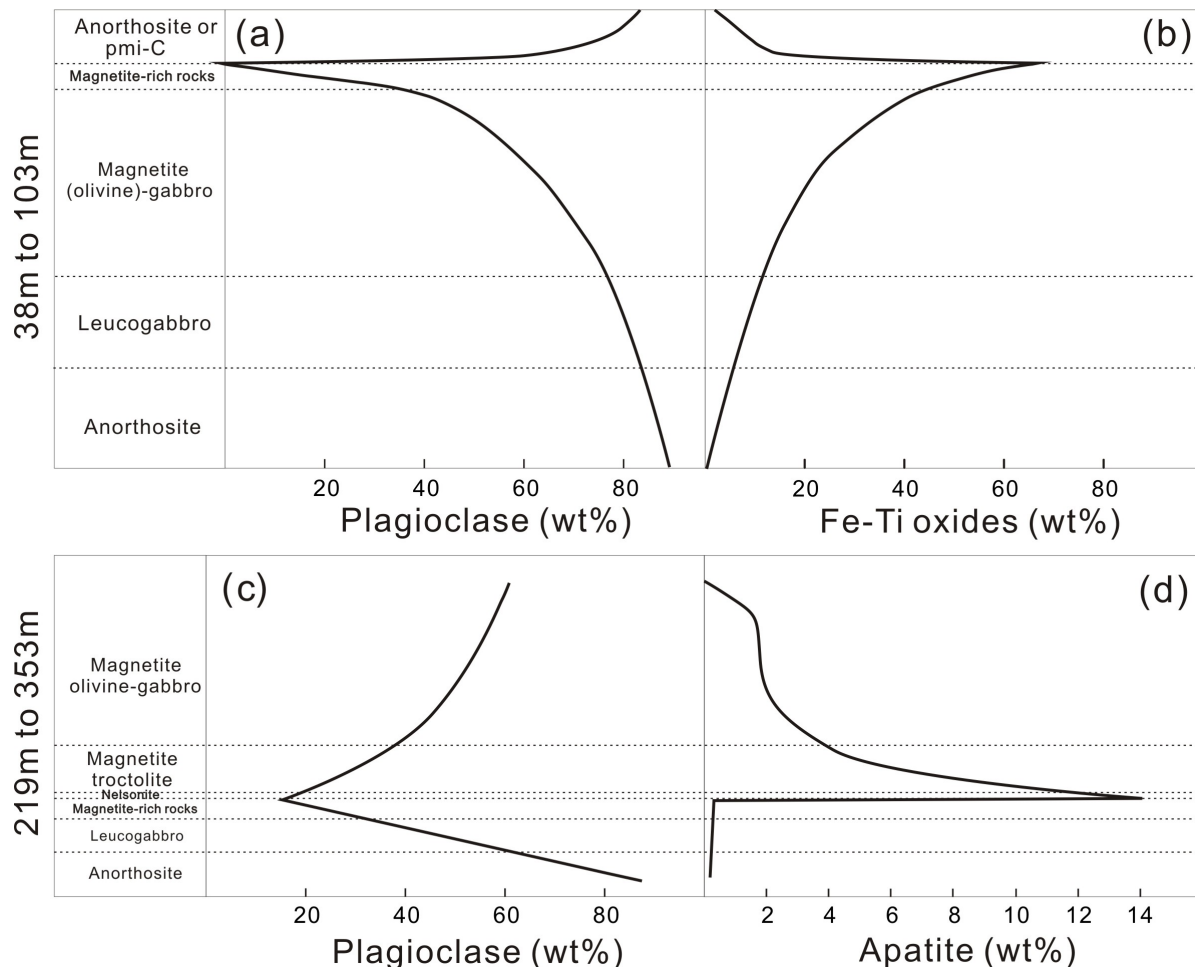 Anorthosite or
pmi-C
(a)
(b)
Magnetite-rich rocks
Magnetite
(olivine)-gabbro
38m to 103m
Leucogabbro
Anorthosite
20 40 60 80
20 40 60 80
Plagioclase (wt%)
Fe-Ti oxides (wt%)
(c)
(d)
219m to 353m
Magnetite
olivine-gabbro
Magnetite
troctolite
Nelsonite
Magnetite-rich rocks
Leucogabbro
Anorthosite
20 40 60 80
2 4 6 8 10 12 14
Plagioclase (wt%)
Apatite (wt%)